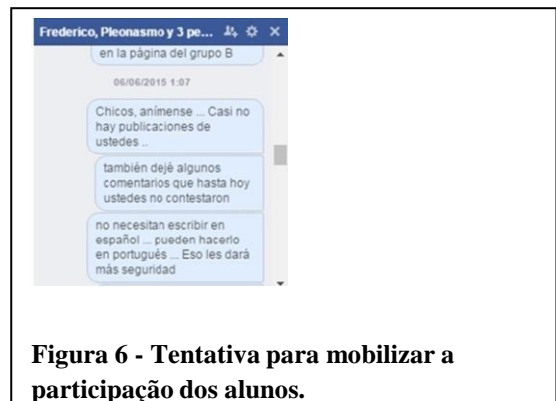 Frederico, Pleonasmo y 3 pe...
en la página del grupo B
06/06/2015 1:07
Chicos, anímense ... Casi no
hay publicaciones de
ustedes ..
también dejé algunos
comentarios que hasta hoy
ustedes no contestaron
no necesitan escribir en
español ... pueden hacerlo
en portugués ... Eso les dará
más seguridad
Figura 6 - Tentativa para mobilizar a
participação dos alunos.